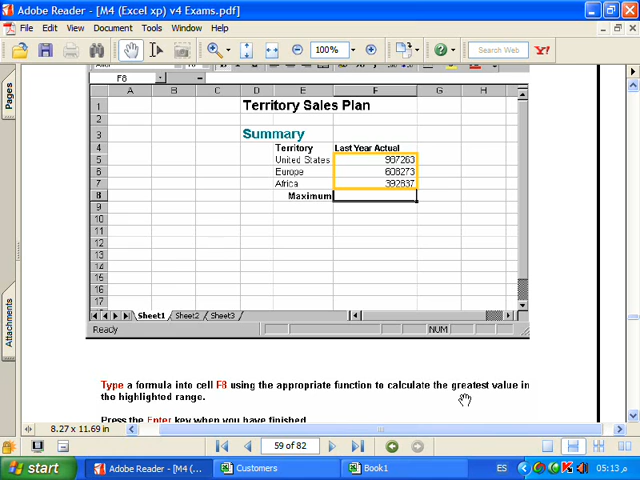 Adobe Reader - [M4 (Excel xp) v4 Exams.pdf]
File Edit View Document Tools Window Help
100%
Search Web
Y!
Pages
Attachments
F8 =
A B C D E F G H
1 Territory Sales Plan
2
3 Summary
4 Territory Last Year Actual
5 United States 987263
6 Europe 608273
7 Africa 392837
8 Maximum
9
10
11
12
13
14
15
16
17
Sheet1 Sheet2 Sheet3
Ready NUM
Type a formula into cell F8 using the appropriate function to calculate the greatest value in
the highlighted range.
Press the Enter key when you have finished
8.27 x 11.69 in
59 of 82
start Adobe Reader - [M4 (... Customers Book1 ES 05:13 م